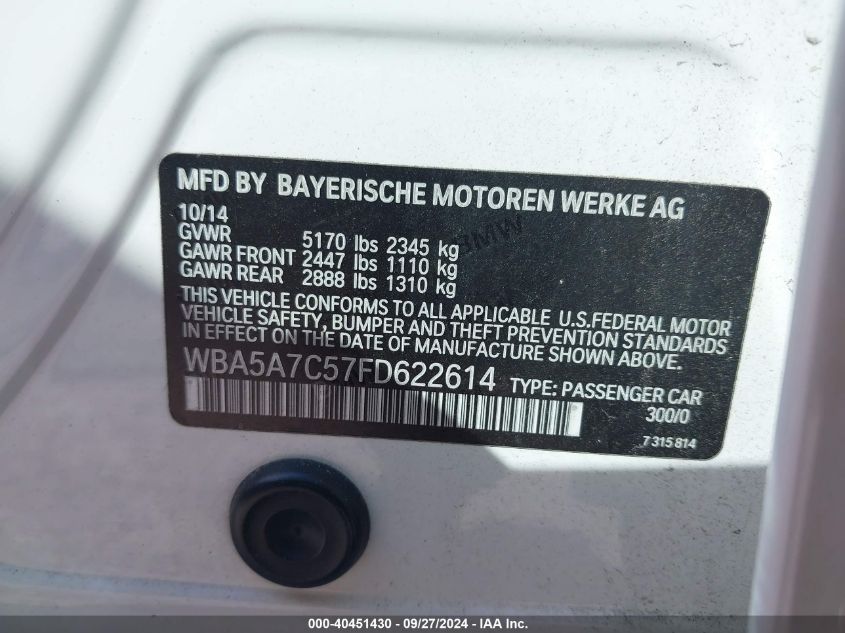 MFD BY BAYERISCHE MOTOREN WERKE AG
10/14
GVWR 5170 lbs 2345 kg
GAWR FRONT 2447 lbs 1110 kg
GAWR REAR 2888 lbs 1310 kg
BMW
THIS VEHICLE CONFORMS TO ALL APPLICABLE U.S.FEDERAL MOTOR
VEHICLE SAFETY, BUMPER AND THEFT PREVENTION STANDARDS
IN EFFECT ON THE DATE OF MANUFACTURE SHOWN ABOVE.
WBA5A7C57FD622614 TYPE: PASSENGER CAR
300/0
7 315 814
000-40451430 - 09/27/2024 - IAA Inc.